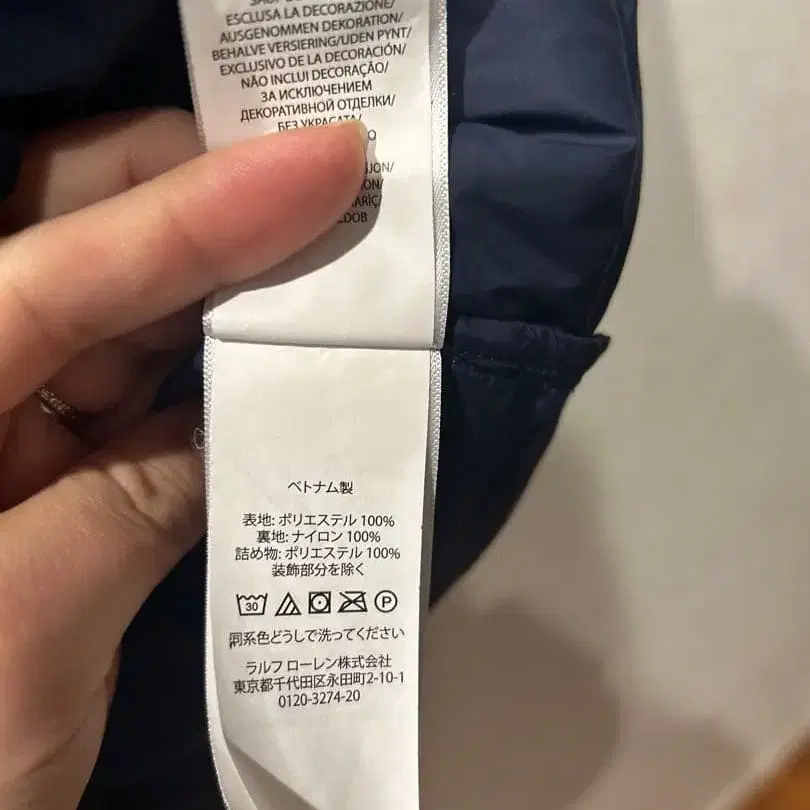 ESCLUSA LA DECORAZIONE/
AUSGENOMMEN DEKORATION/
BEHALVE VERSIERING/UDEN PYNT/
EXCLUSIVO DE LA DECORACIÓN/
NÃO INCLUI DECORAÇÃO/
ЗА ИСКЛЮЧЕНИЕМ
ДЕКОРАТИВНОЙ ОТДЕЛКИ/
БЕЗ УКРАСАТА/
ベトナム製
表地: ポリエステル 100%
裏地: ナイロン 100%
詰め物: ポリエステル 100%
装飾部分を除く
30 P
同系色どうしで洗ってください
ラルフ ローレン株式会社
東京都千代田区永田町2-10-1
0120-3274-20